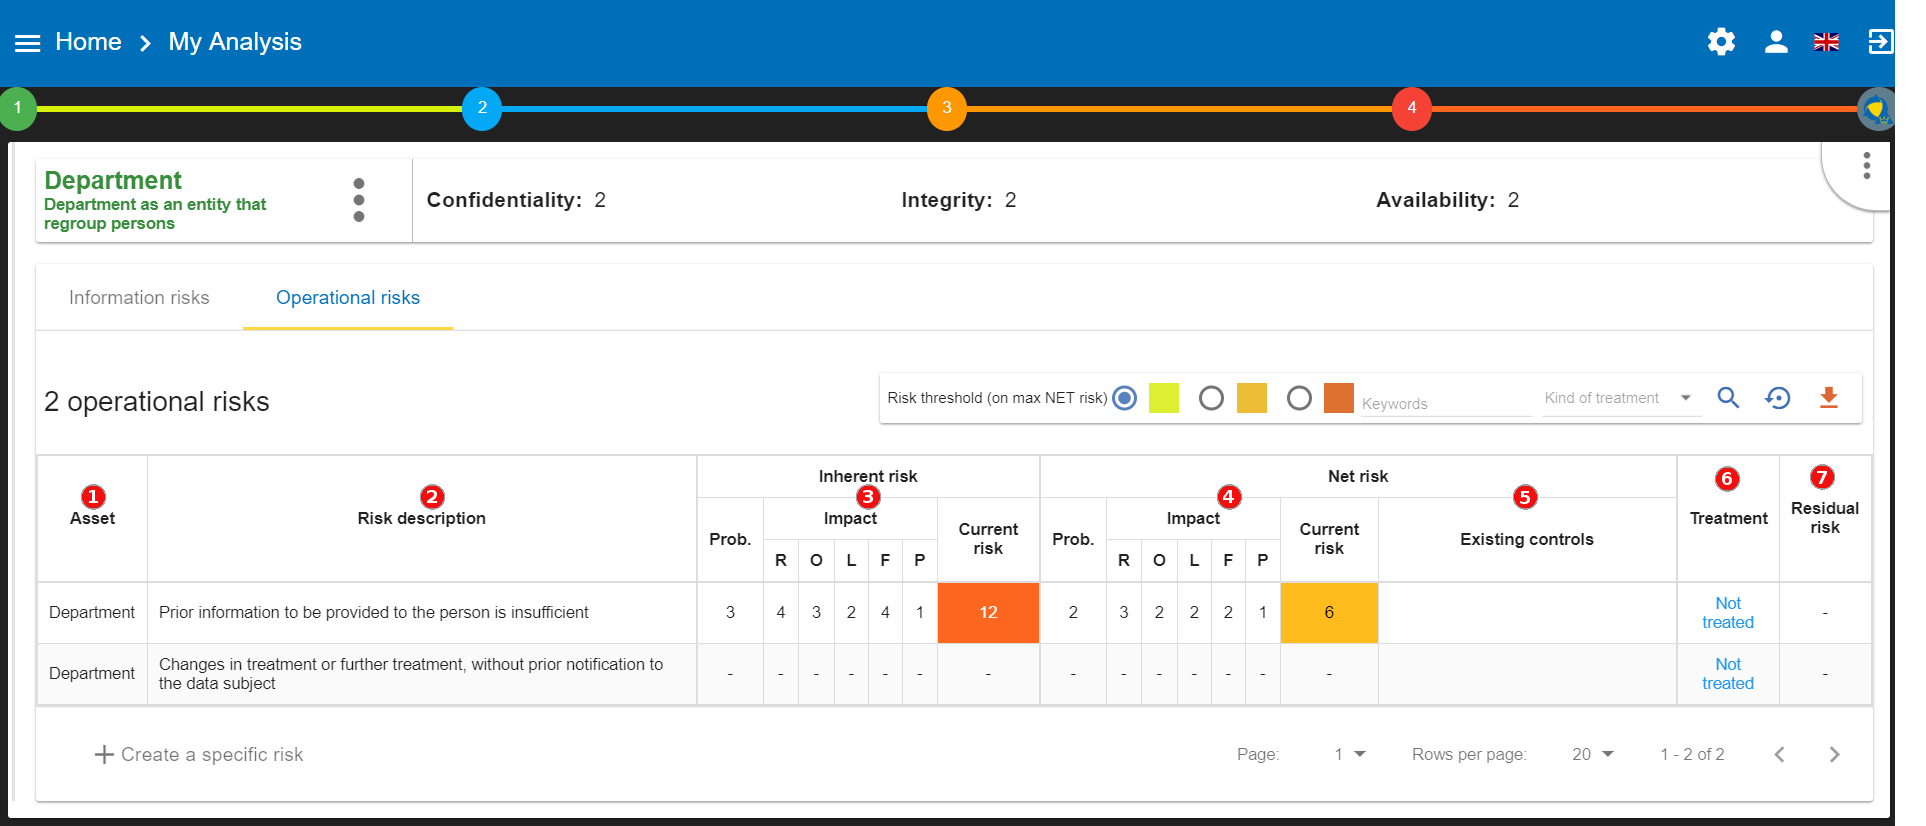 Home My Analysis
1 2 3 4
Department
Department as an entity that
regroup persons
Confidentiality: 2 Integrity: 2 Availability: 2
Information risks Operational risks
2 operational risks
Risk threshold (on max NET risk) Keywords Kind of treatment
Inherent risk Net risk
1 2 3 4 5 6 7
Asset Risk description Prob. Impact Current risk Prob. Impact Current risk Existing controls Treatment Residual risk
R O L F P R O L F P
Department Prior information to be provided to the person is insufficient 3 4 3 2 4 1 12 2 3 2 2 2 1 6 Not treated -
Department Changes in treatment or further treatment, without prior notification to the data subject - - - - - - - - - - - - - - Not treated -
Create a specific risk Page: 1 Rows per page: 20 1 - 2 of 2